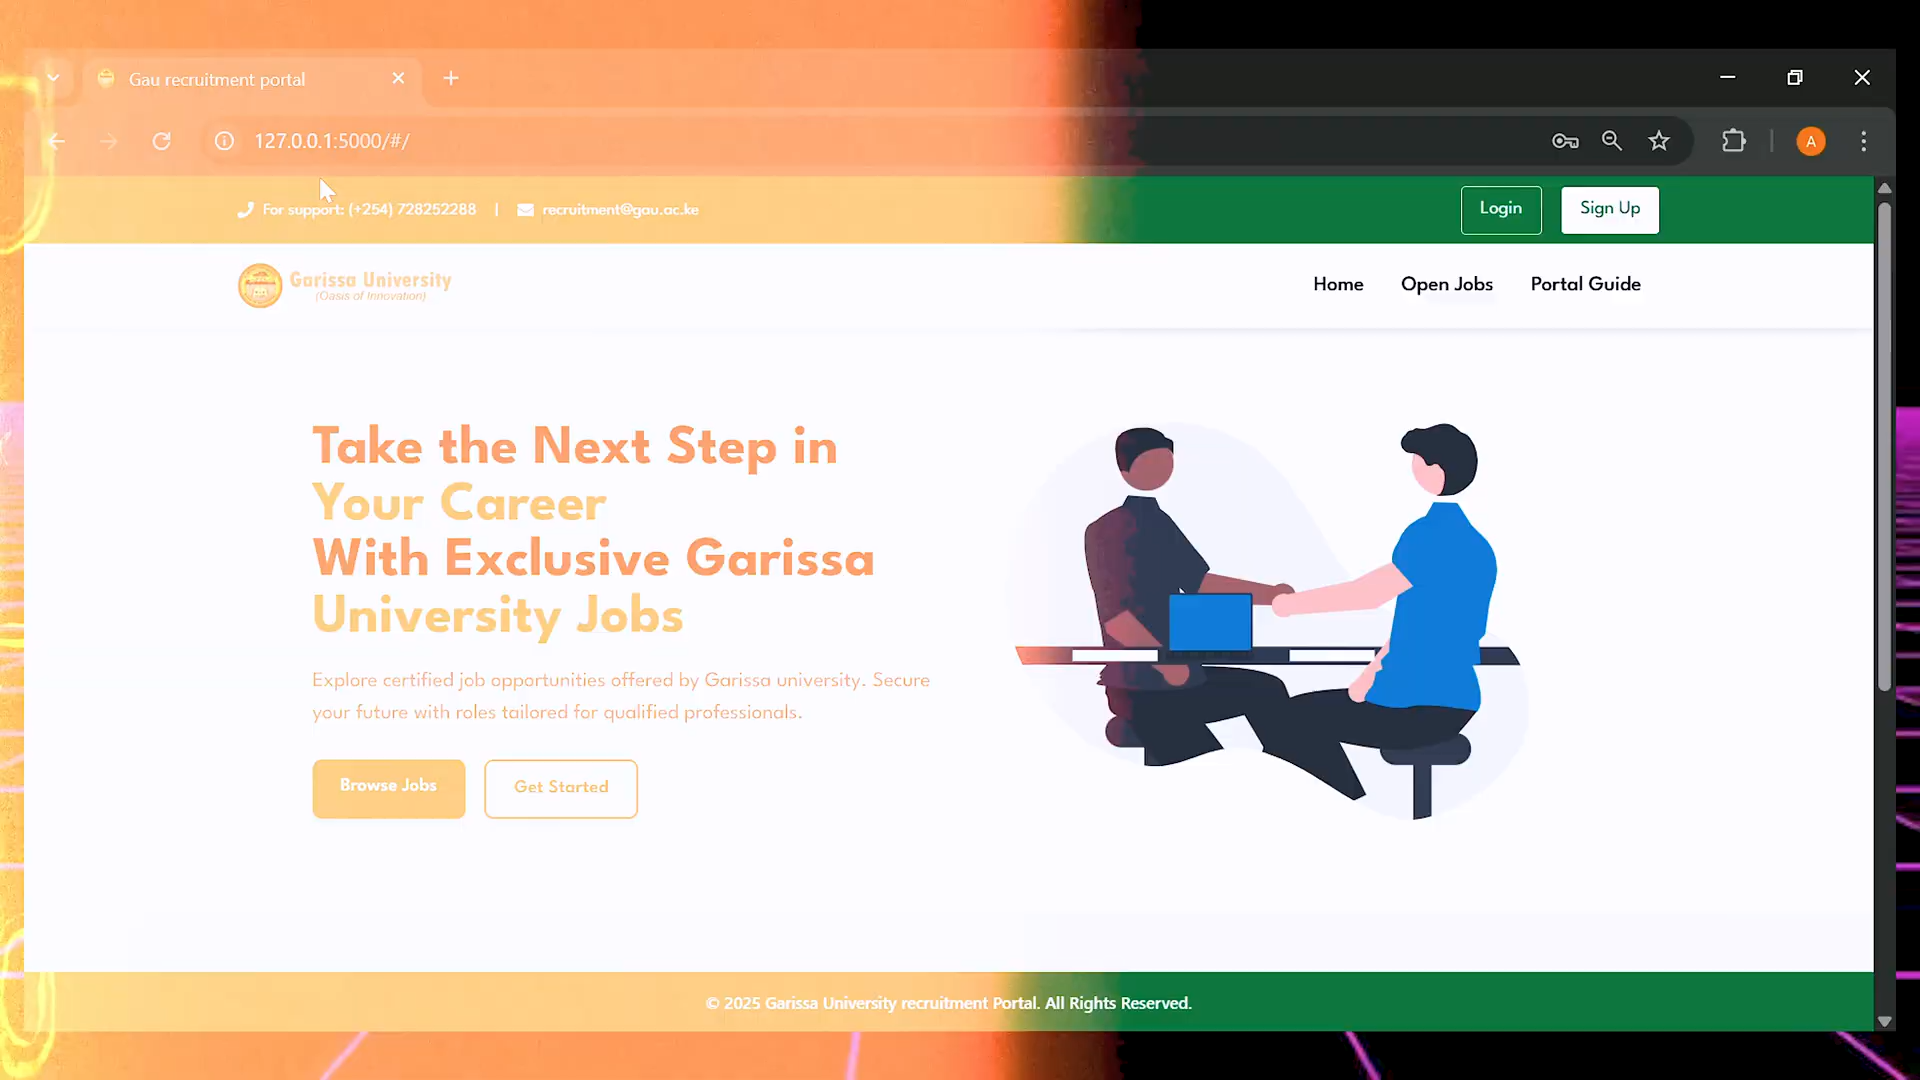 Gau recruitment portal
127.0.0.1:5000/#/
A
For support: (+254) 728252288 | recruitment@gau.ac.ke
Login
Sign Up
Garissa University
(Oasis of Innovation)
Home
Open Jobs
Portal Guide
Take the Next Step in
Your Career
With Exclusive Garissa
University Jobs
Explore certified job opportunities offered by Garissa university. Secure
your future with roles tailored for qualified professionals.
Browse Jobs
Get Started
© 2025 Garissa University recruitment Portal. All Rights Reserved.